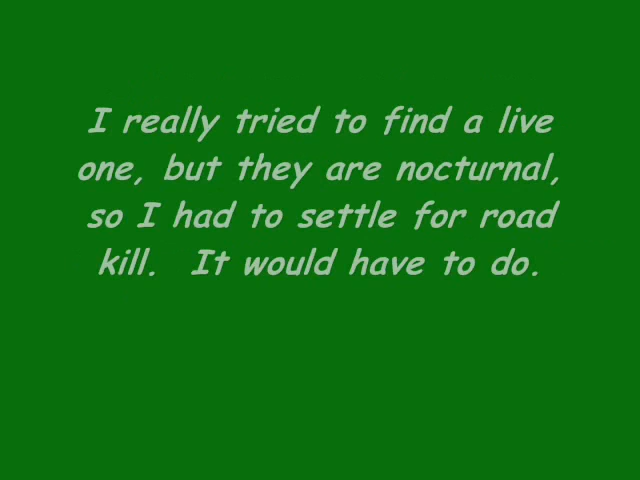 I really tried to find a live
one, but they are nocturnal,
so I had to settle for road
kill.  It would have to do.